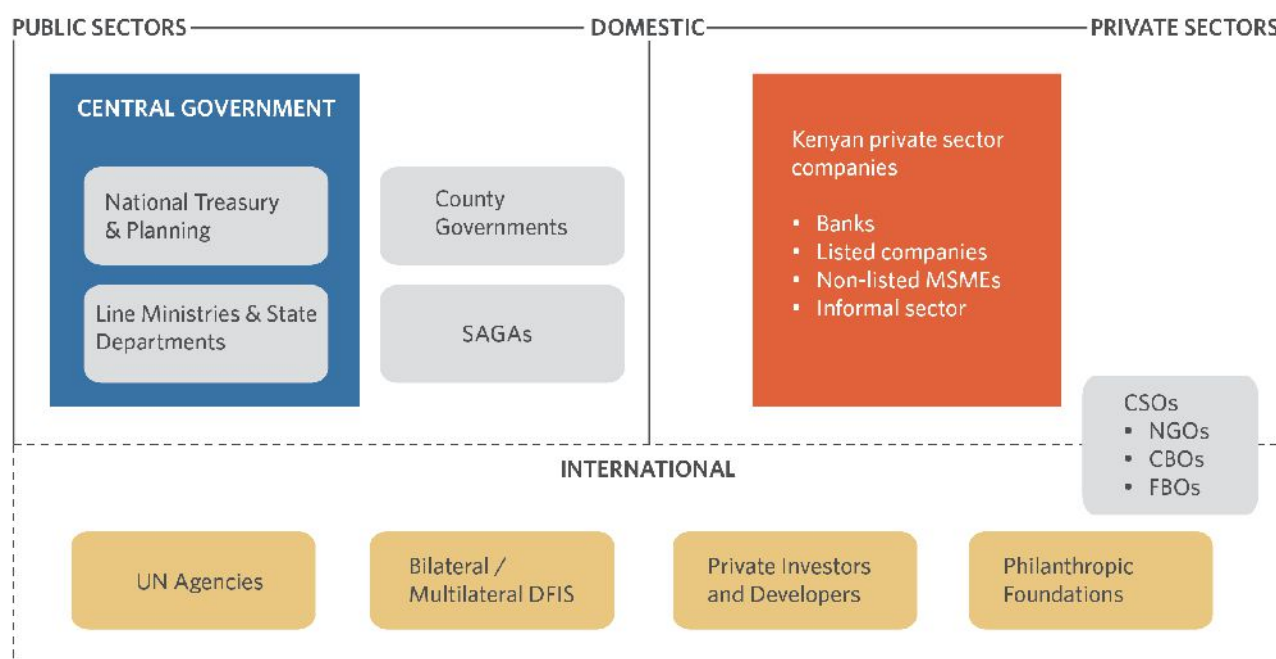 PUBLIC SECTORS
DOMESTIC
PRIVATE SECTORS
CENTRAL GOVERNMENT
National Treasury
& Planning
Line Ministries & State
Departments
County
Governments
SAGAs
Kenyan private sector
companies
▪ Banks
▪ Listed companies
▪ Non-listed MSMEs
▪ Informal sector
CSOs
▪ NGOs
▪ CBOs
▪ FBOs
INTERNATIONAL
UN Agencies
Bilateral /
Multilateral DFIS
Private Investors
and Developers
Philanthropic
Foundations